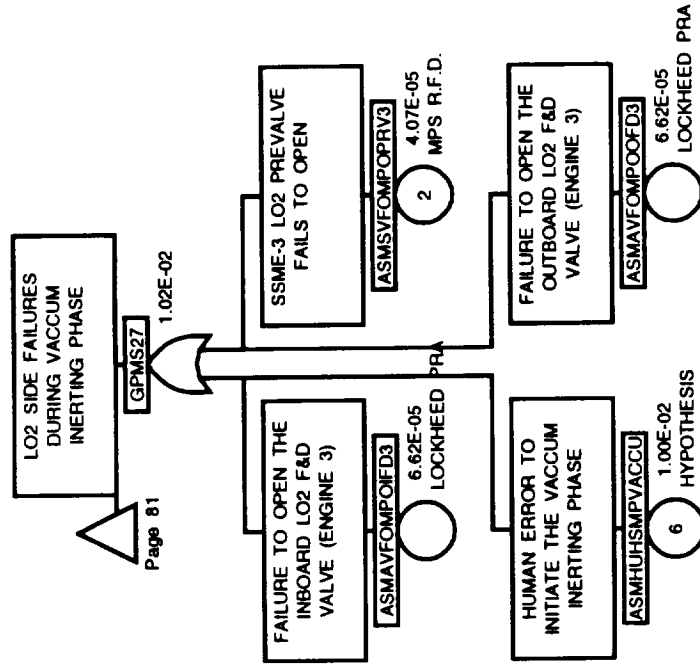 LO2 SIDE FAILURES
DURING VACCUM
INERTING PHASE
Page 81
GPMS27
1.02E-02
FAILURE TO OPEN THE
INBOARD LO2 F&D
VALVE (ENGINE 3)
ASMAVFOMPOIFD3
6.62E-05
LOCKHEED PRA
SSME-3 LO2 PREVALVE
FAILS TO OPEN
ASMSVFOMPOPRV3
2
4.07E-05
MPS R.F.D.
HUMAN ERROR TO
INITIATE THE VACCUM
INERTING PHASE
ASMHUHSMPVACCU
6
1.00E-02
HYPOTHESIS
FAILURE TO OPEN THE
OUTBOARD LO2 F&D
VALVE (ENGINE 3)
ASMAVFOMPOOFD3
6.62E-05
LOCKHEED PRA